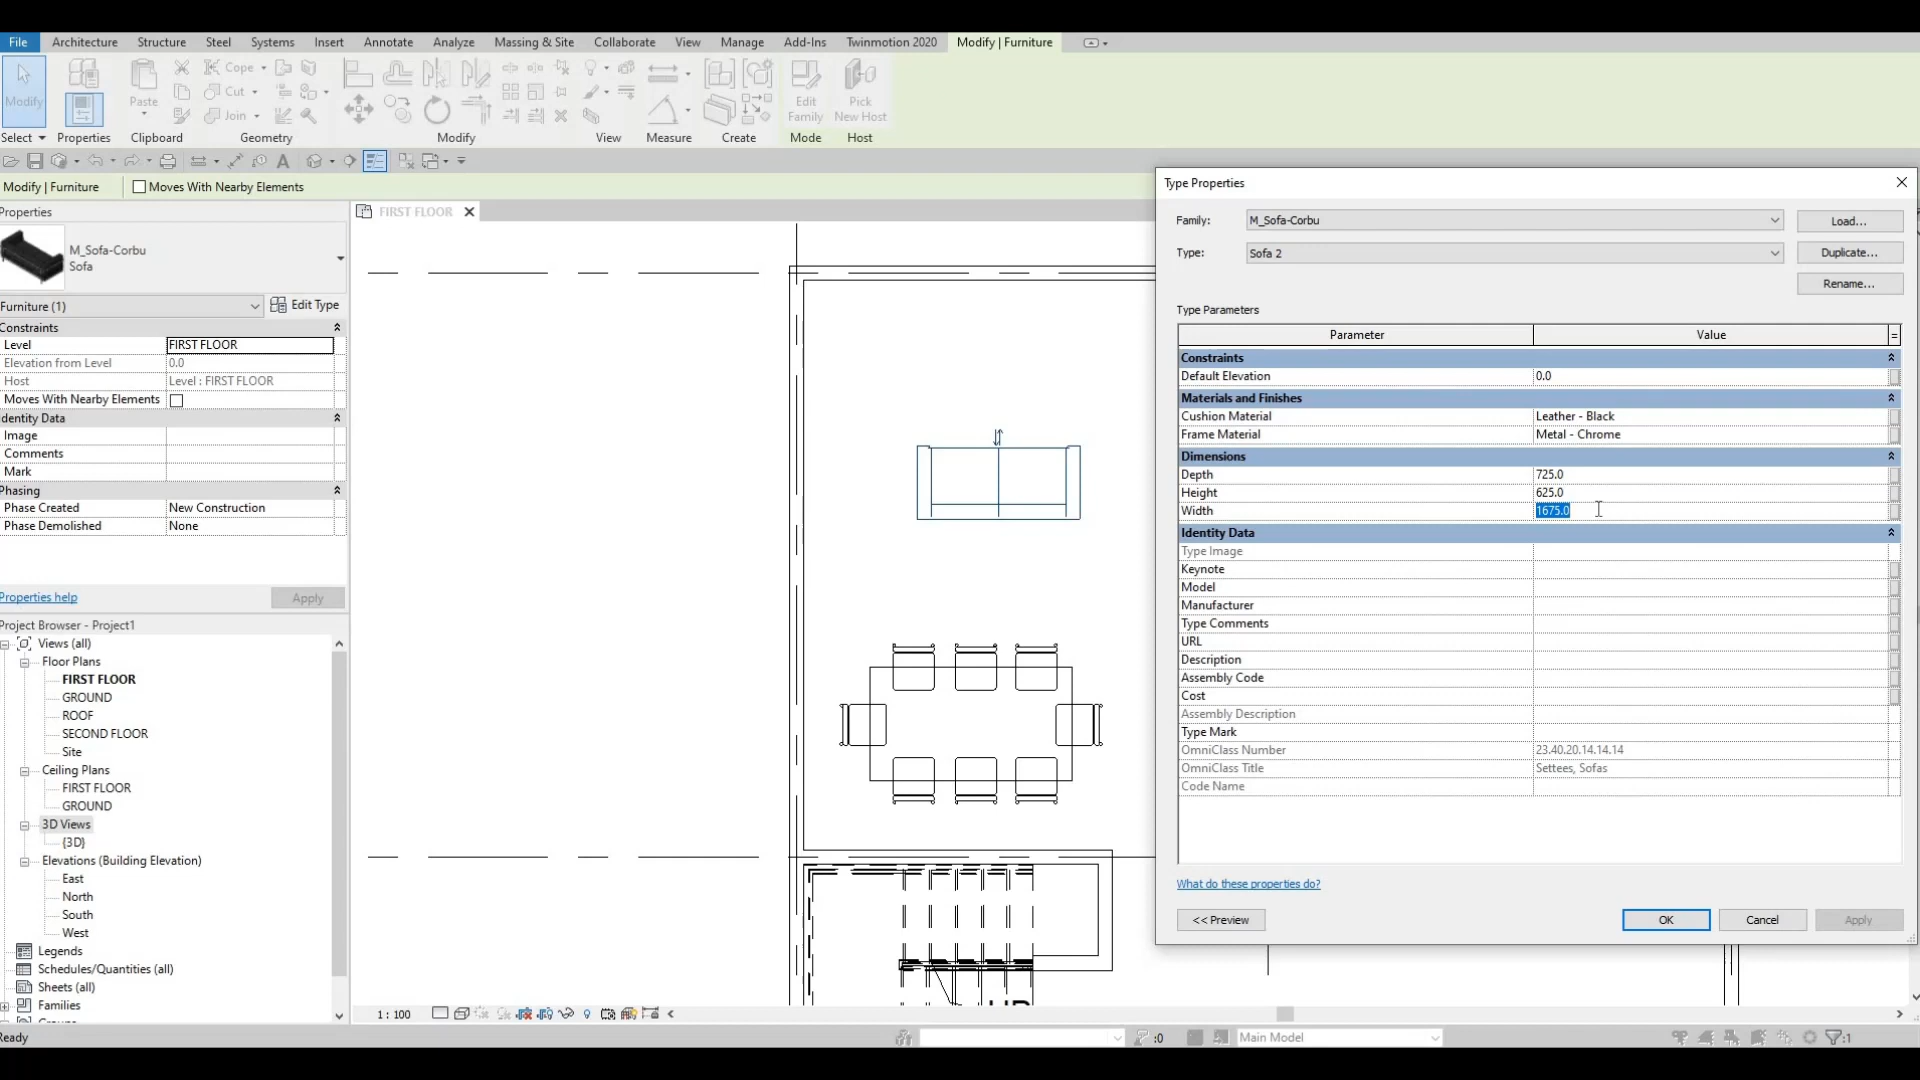 File Architecture Structure Steel Systems Insert Annotate Analyze Massing & Site Collaborate View Manage Add-Ins Twinmotion 2020 Modify | Furniture
Modify Paste Cope Cut Join Edit Family Pick New Host
Select Properties Clipboard Geometry Modify View Measure Create Mode Host
Modify | Furniture Moves With Nearby Elements
Properties
M_Sofa-Corbu
Sofa
Furniture (1) Edit Type
Constraints
Level FIRST FLOOR
Elevation from Level 0.0
Host Level : FIRST FLOOR
Moves With Nearby Elements
Identity Data
Image
Comments
Mark
Phasing
Phase Created New Construction
Phase Demolished None
Properties help Apply
Project Browser - Project1
Views (all)
Floor Plans
FIRST FLOOR
GROUND
ROOF
SECOND FLOOR
Site
Ceiling Plans
FIRST FLOOR
GROUND
3D Views
{3D}
Elevations (Building Elevation)
East
North
South
West
Legends
Schedules/Quantities (all)
Sheets (all)
Families
FIRST FLOOR
1 : 100
Ready
:0
Main Model
:1
Type Properties
Family: M_Sofa-Corbu Load...
Type: Sofa 2 Duplicate...
Rename...
Type Parameters
Parameter Value =
Constraints
Default Elevation 0.0
Materials and Finishes
Cushion Material Leather - Black
Frame Material Metal - Chrome
Dimensions
Depth 725.0
Height 625.0
Width 1675.0
Identity Data
Type Image
Keynote
Model
Manufacturer
Type Comments
URL
Description
Assembly Code
Cost
Assembly Description
Type Mark
OmniClass Number 23.40.20.14.14.14
OmniClass Title Settees, Sofas
Code Name
What do these properties do?
<< Preview OK Cancel Apply